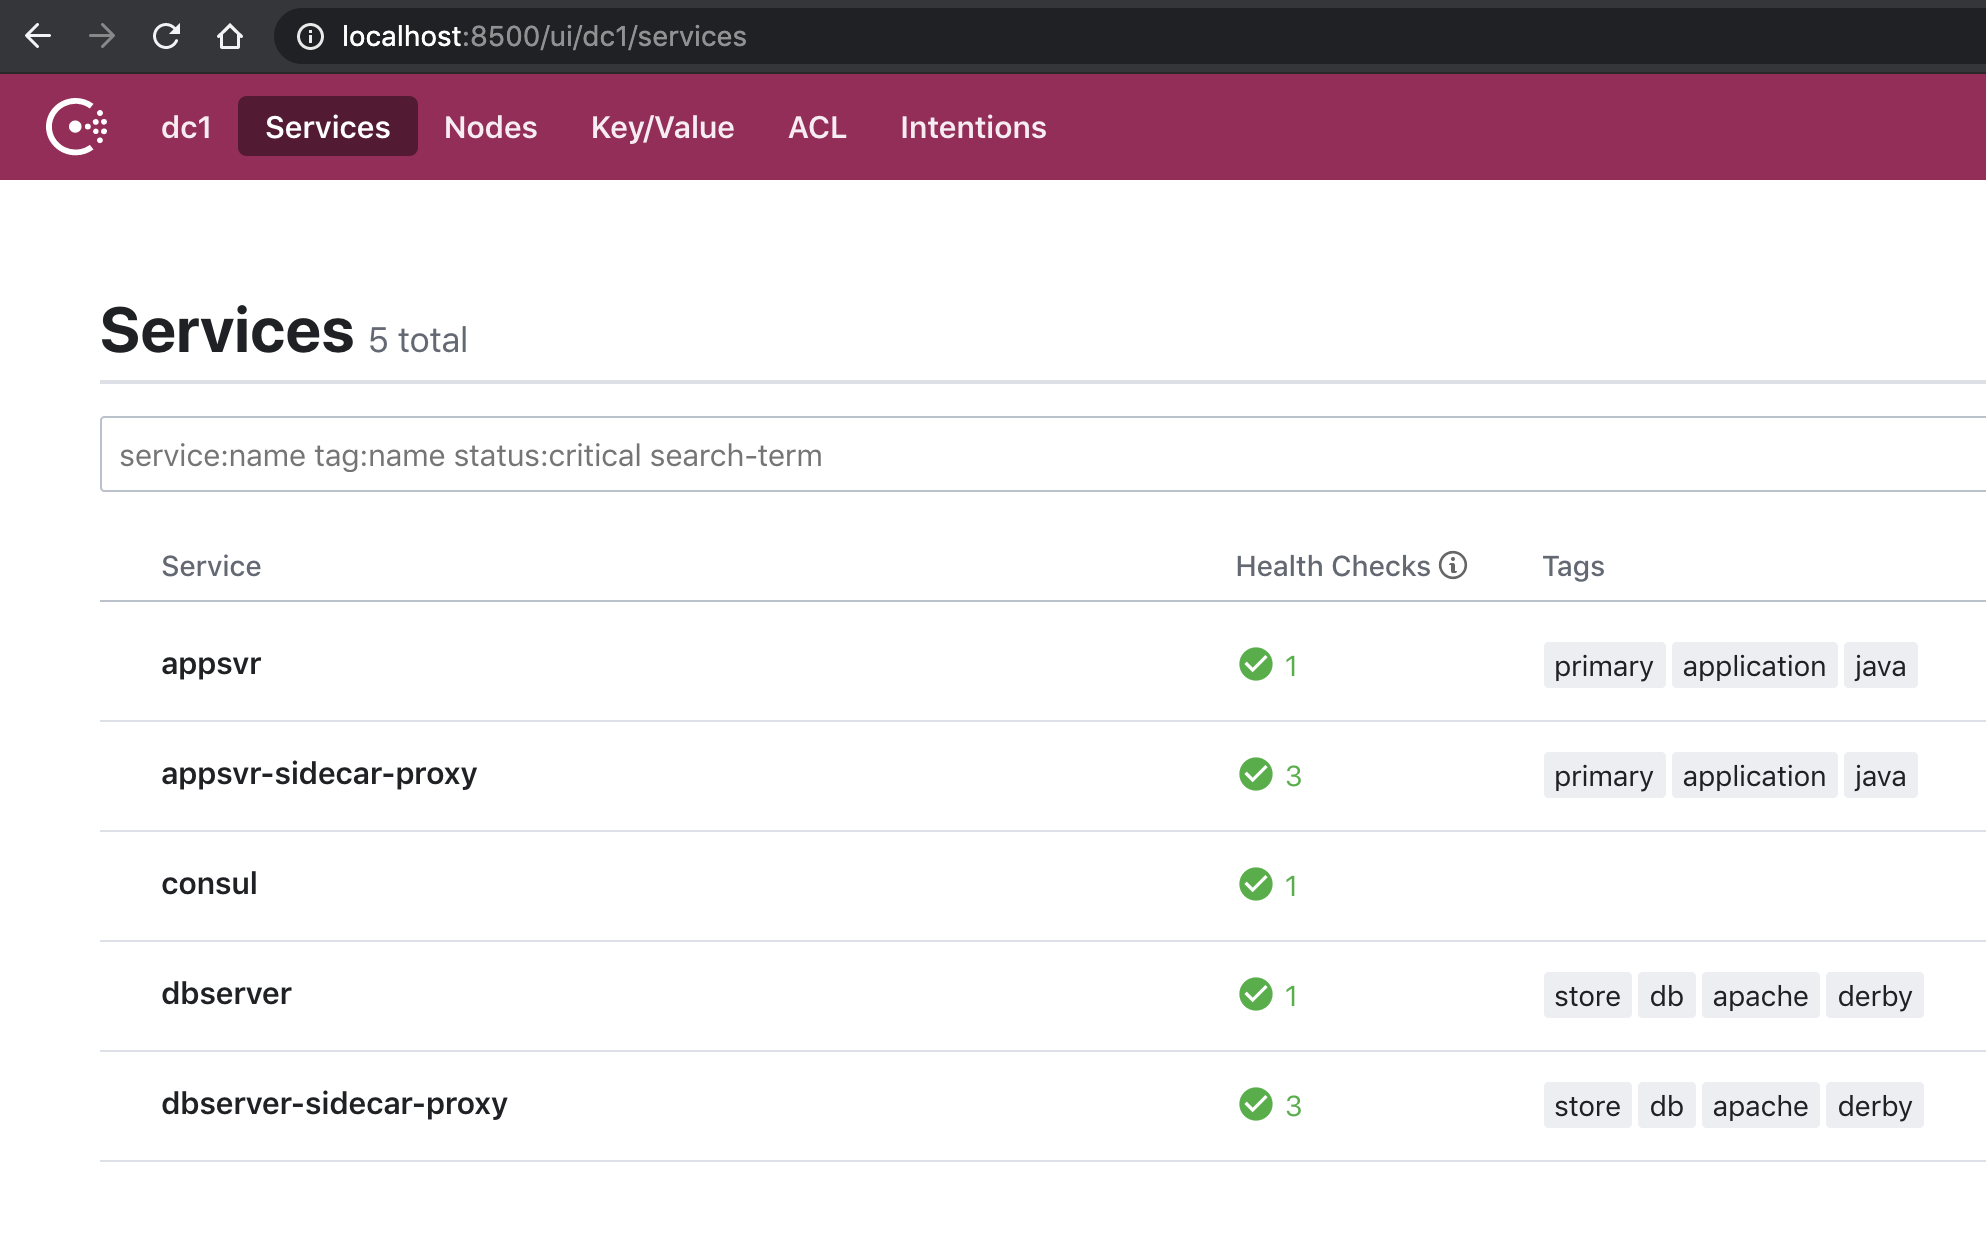 localhost:8500/ui/dc1/services
dc1 Services Nodes Key/Value ACL Intentions
Services 5 total
service:name tag:name status:critical search-term
Service Health Checks Tags
appsvr 1 primary application java
appsvr-sidecar-proxy 3 primary application java
consul 1
dbserver 1 store db apache derby
dbserver-sidecar-proxy 3 store db apache derby